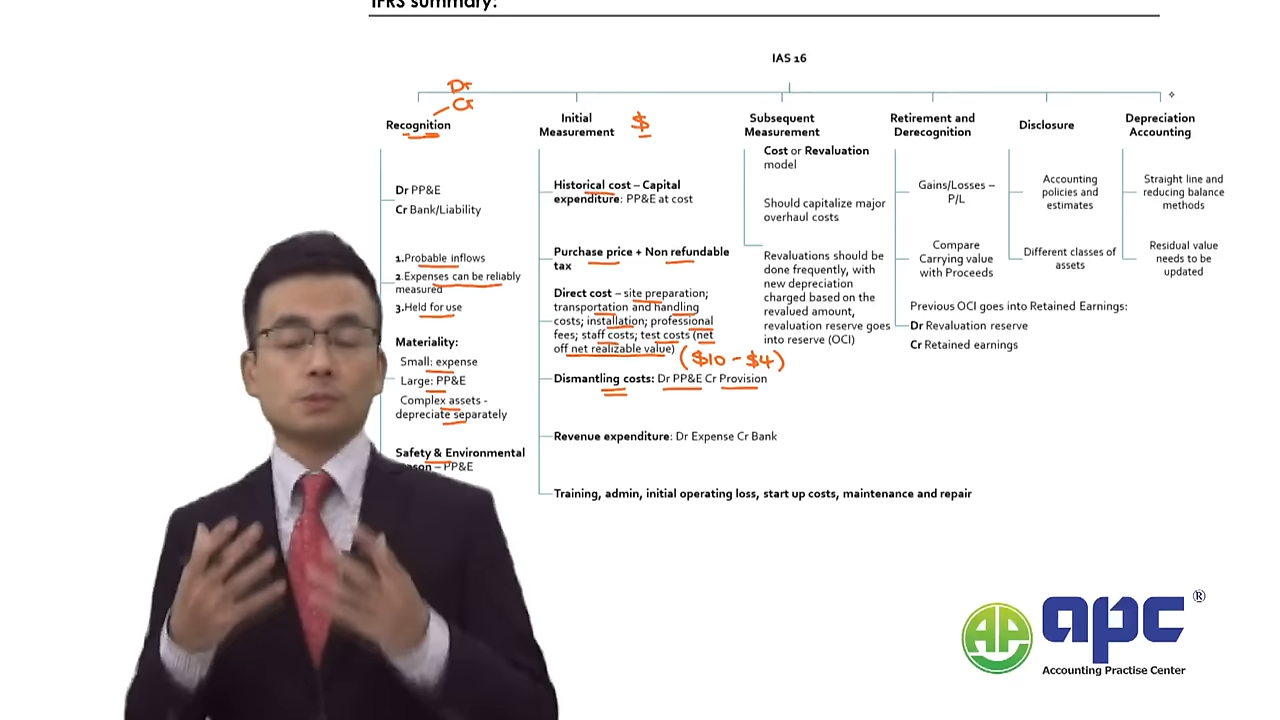 IFRS summary:
IAS 16
Dr
Cr
Recognition
Dr PP&E
Cr Bank/Liability
1.Probable inflows
2.Expenses can be reliably
measured
3.Held for use
Materiality:
Small: expense
Large: PP&E
Complex assets -
depreciate separately
Safety & Environmental
– PP&E
Initial
Measurement
$
Historical cost – Capital
expenditure: PP&E at cost
Purchase price + Non refundable
tax
Direct cost – site preparation;
transportation and handling
costs; installation; professional
fees; staff costs; test costs (net
off net realizable value)
($10 - $4)
Dismantling costs: Dr PP&E Cr Provision
Revenue expenditure: Dr Expense Cr Bank
Training, admin, initial operating loss, start up costs, maintenance and repair
Subsequent
Measurement
Cost or Revaluation
model
Should capitalize major
overhaul costs
Revaluations should be
done frequently, with
new depreciation
charged based on the
revalued amount,
revaluation reserve goes
into reserve (OCI)
Retirement and
Derecognition
Gains/Losses –
P/L
Compare
Carrying value
with Proceeds
Previous OCI goes into Retained Earnings:
Dr Revaluation reserve
Cr Retained earnings
Disclosure
Accounting
policies and
estimates
Different classes of
assets
Depreciation
Accounting
Straight line and
reducing balance
methods
Residual value
needs to be
updated
AP
apc®
Accounting Practise Center